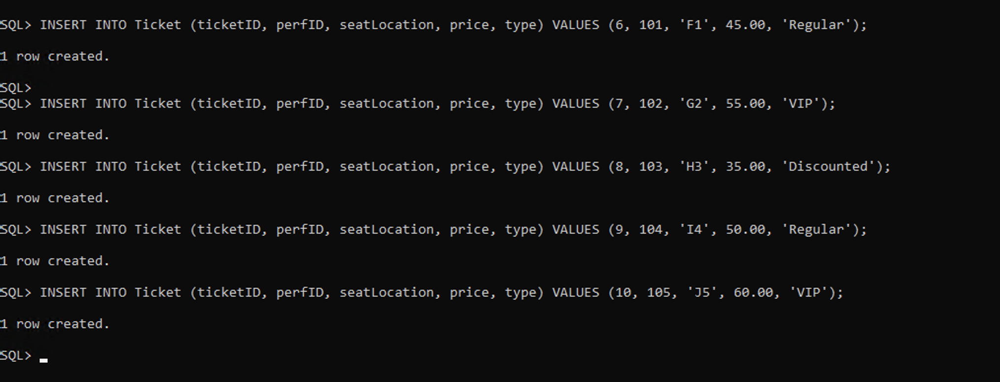 SQL> INSERT INTO Ticket (ticketID, perfID, seatLocation, price, type) VALUES (6, 101, 'F1', 45.00, 'Regular');
1 row created.
SQL>
SQL> INSERT INTO Ticket (ticketID, perfID, seatLocation, price, type) VALUES (7, 102, 'G2', 55.00, 'VIP');
1 row created.
SQL> INSERT INTO Ticket (ticketID, perfID, seatLocation, price, type) VALUES (8, 103, 'H3', 35.00, 'Discounted');
1 row created.
SQL> INSERT INTO Ticket (ticketID, perfID, seatLocation, price, type) VALUES (9, 104, 'I4', 50.00, 'Regular');
1 row created.
SQL> INSERT INTO Ticket (ticketID, perfID, seatLocation, price, type) VALUES (10, 105, 'J5', 60.00, 'VIP');
1 row created.
SQL>